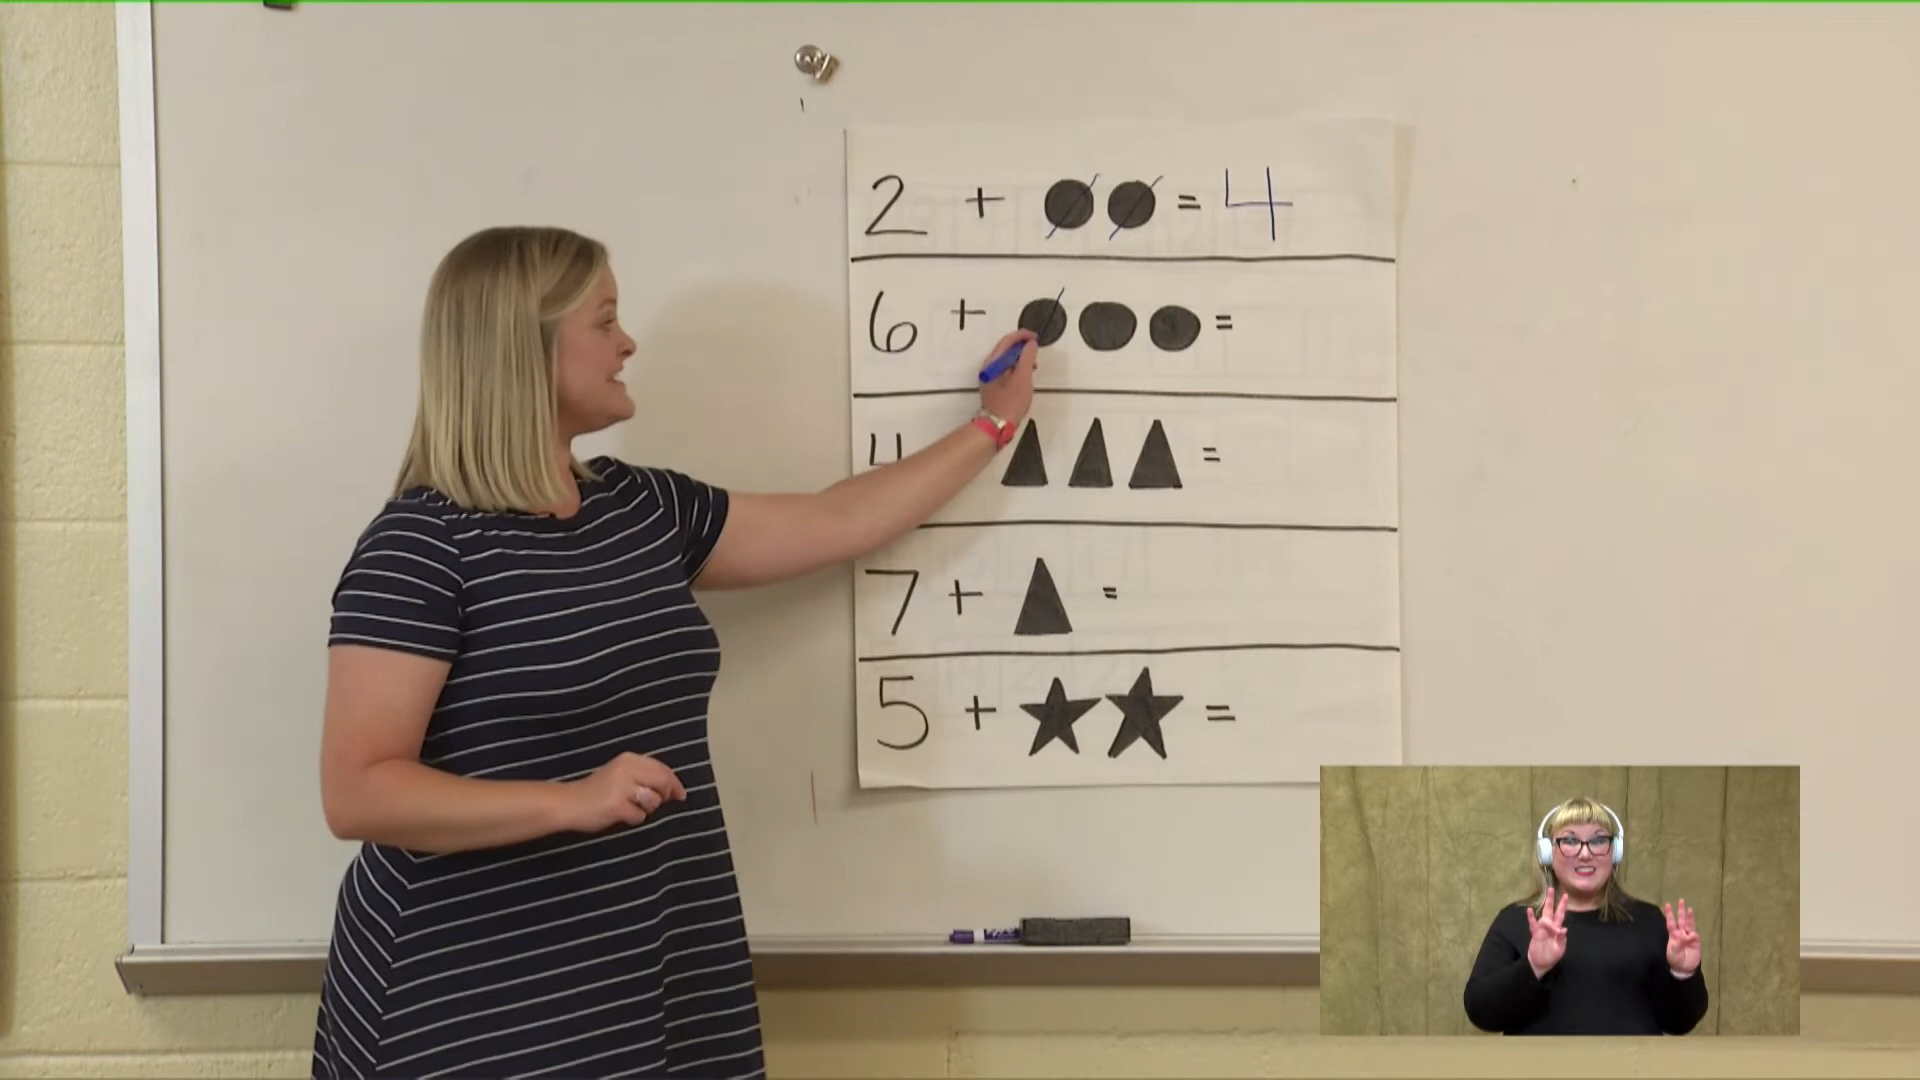 2 + ●● = 4
6 + ●●● =
4 ▲▲▲ =
7 + ▲ =
5 + ★★ =